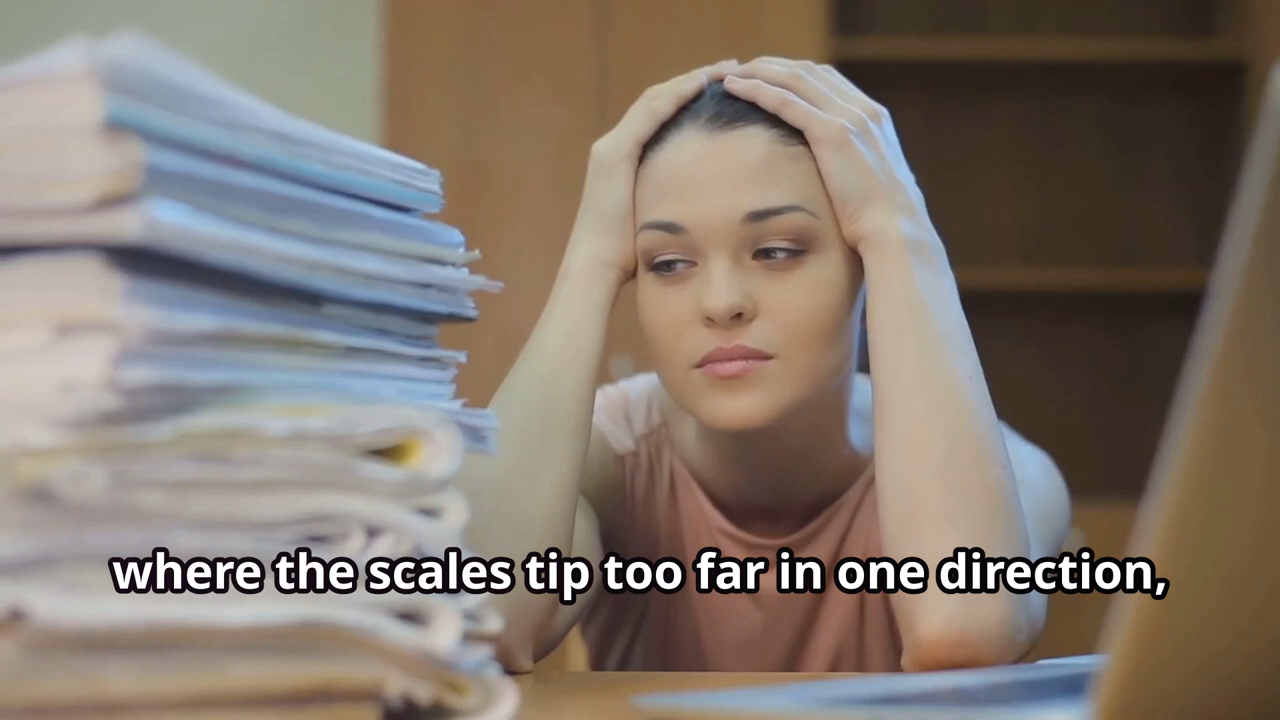 where the scales tip too far in one direction,